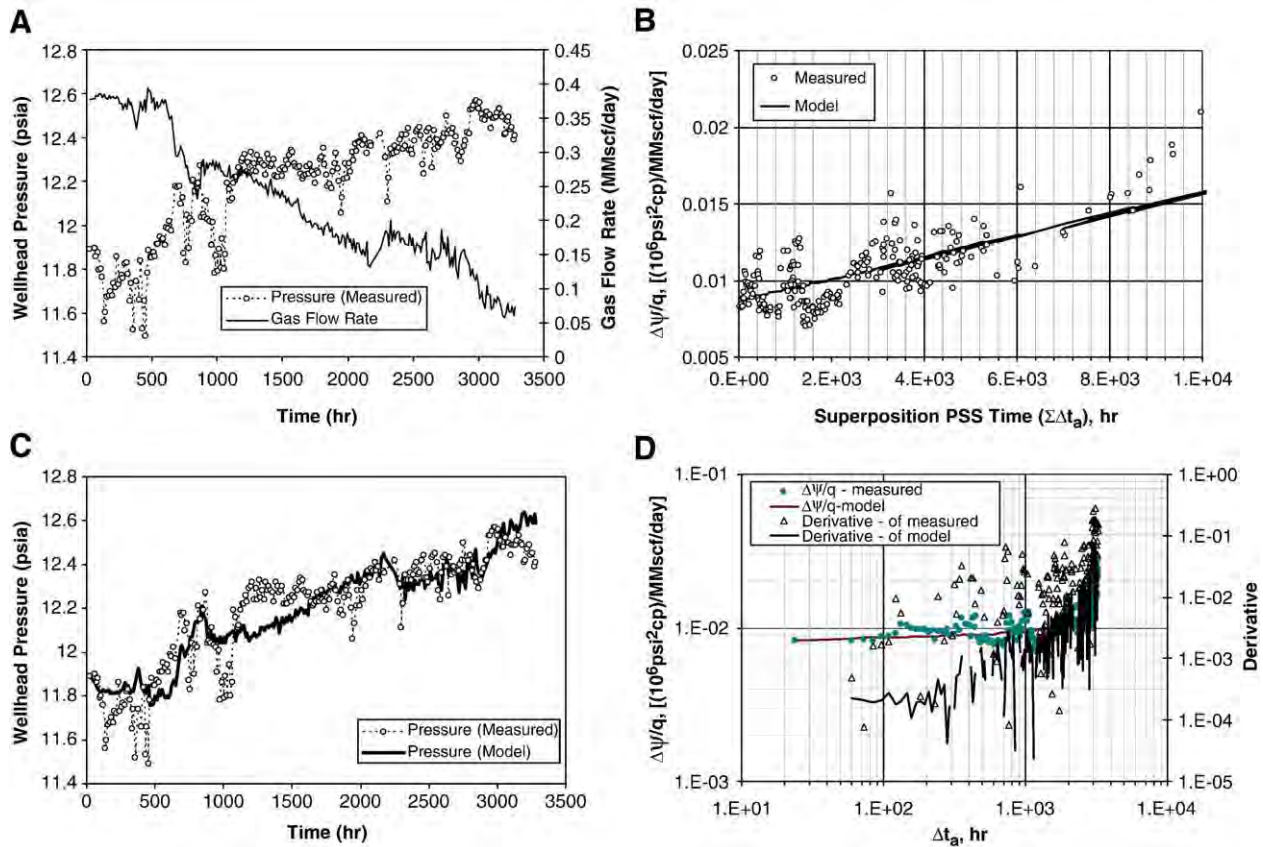 A
Wellhead Pressure (psia)
12.8
12.6
12.4
12.2
12
11.8
11.6
11.4
0.45
0.4
0.35
0.3
0.25
0.2
0.15
0.1
0.05
0
Gas Flow Rate (MMscf/day)
Pressure (Measured)
Gas Flow Rate
0 500 1000 1500 2000 2500 3000 3500
Time (hr)
B
ΔΨ/q, [(10⁶psi²cp)/MMscf/day]
0.025
0.02
0.015
0.01
0.005
Measured
Model
0.E+00 2.E+03 4.E+03 6.E+03 8.E+03 1.E+04
Superposition PSS Time (ΣΔtₐ), hr
C
Wellhead Pressure (psia)
12.8
12.6
12.4
12.2
12
11.8
11.6
11.4
Pressure (Measured)
Pressure (Model)
0 500 1000 1500 2000 2500 3000 3500
Time (hr)
D
ΔΨ/q, [(10⁶psi²cp)/MMscf/day]
1.E-01
1.E-02
1.E-03
ΔΨ/q - measured
ΔΨ/q-model
Derivative - of measured
Derivative - of model
1.E+00
1.E-01
1.E-02
1.E-03
1.E-04
1.E-05
Derivative
1.E+01 1.E+02 1.E+03 1.E+04
Δtₐ, hr